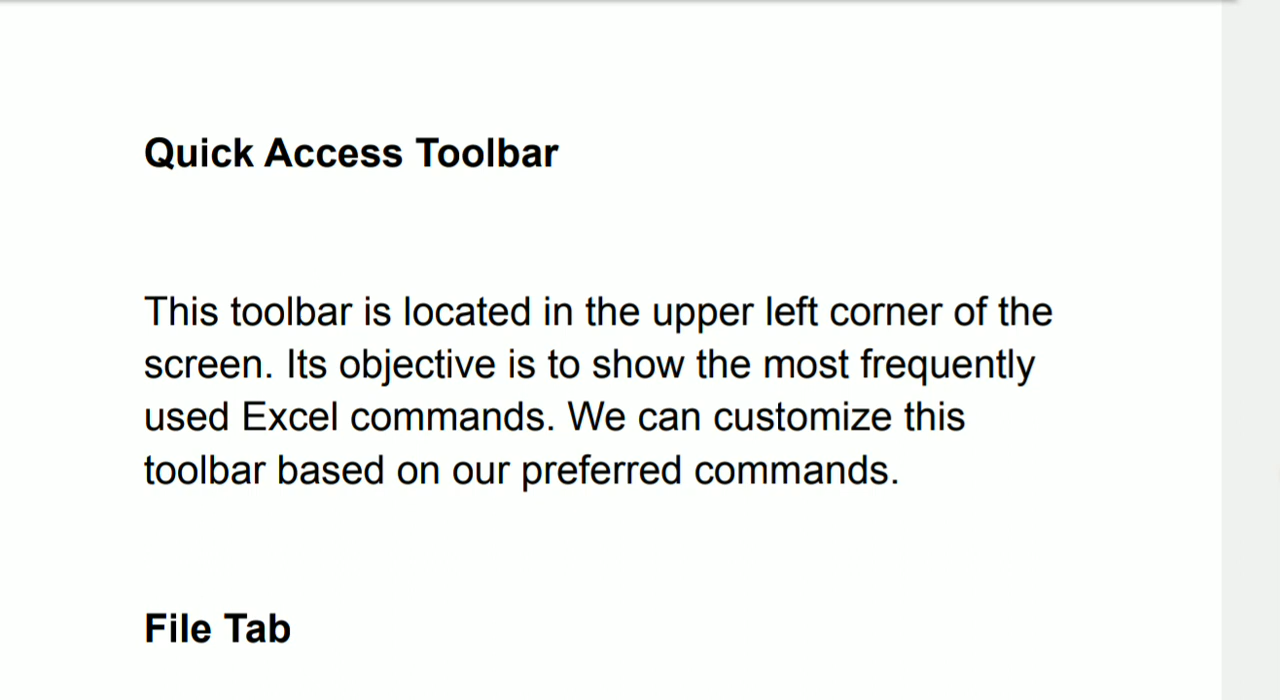 Quick Access Toolbar
This toolbar is located in the upper left corner of the
screen. Its objective is to show the most frequently
used Excel commands. We can customize this
toolbar based on our preferred commands.
File Tab